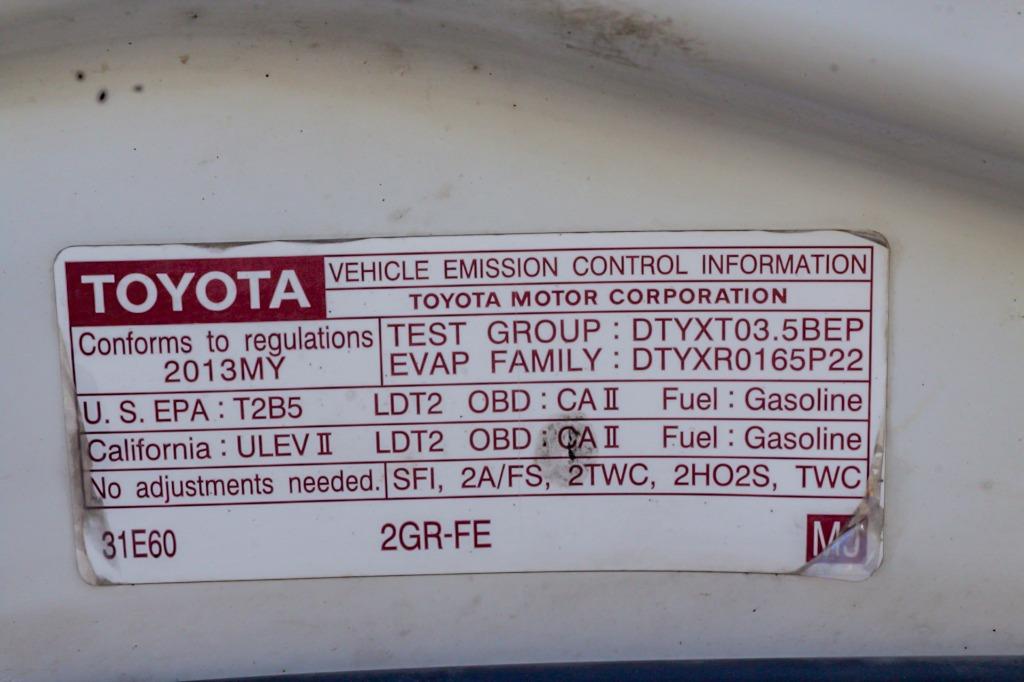 TOYOTA VEHICLE EMISSION CONTROL INFORMATION
TOYOTA MOTOR CORPORATION
Conforms to regulations
2013MY
TEST GROUP : DTYXT03.5BEP
EVAP FAMILY : DTYXR0165P22
U. S. EPA : T2B5 LDT2 OBD : CA II Fuel : Gasoline
California : ULEV II LDT2 OBD : CA II Fuel : Gasoline
No adjustments needed. SFI, 2A/FS, 2TWC, 2HO2S, TWC
31E60 2GR-FE MJ